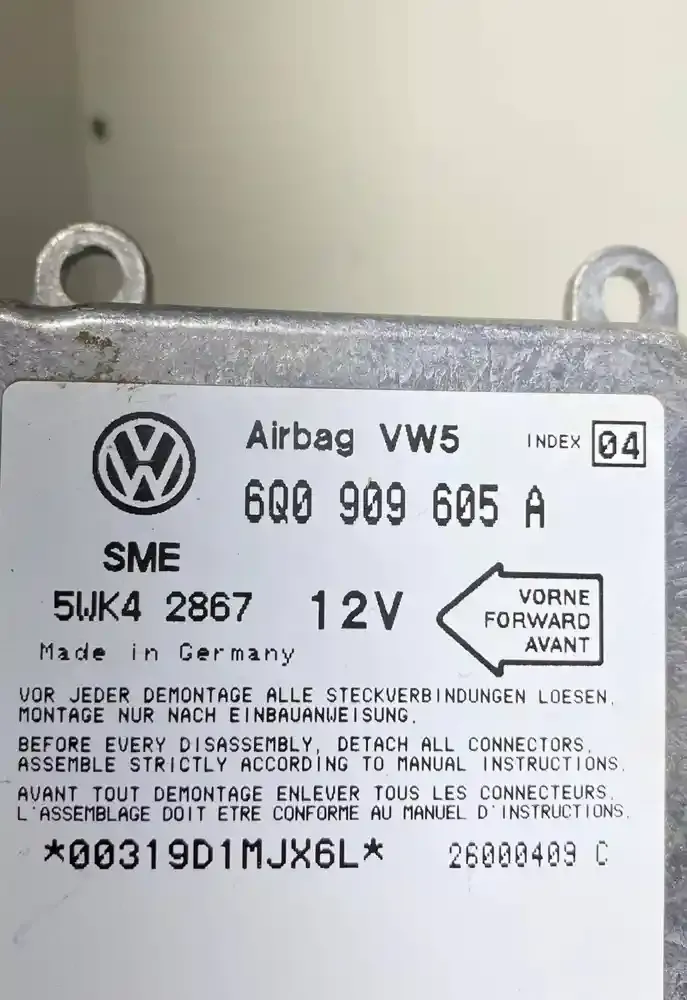 Airbag VW5 INDEX 04
6Q0 909 605 A
SME
5WK4 2867 12V
VORNE
FORWARD
AVANT
Made in Germany
VOR JEDER DEMONTAGE ALLE STECKVERBINDUNGEN LOESEN.
MONTAGE NUR NACH EINBAUANWEISUNG.
BEFORE EVERY DISASSEMBLY, DETACH ALL CONNECTORS.
ASSEMBLE STRICTLY ACCORDING TO MANUAL INSTRUCTIONS.
AVANT TOUT DEMONTAGE ENLEVER TOUS LES CONNECTEURS.
L'ASSEMBLAGE DOIT ETRE CONFORME AU MANUEL D'INSTRUCTIONS.
*00319D1MJX6L* 26000409 C